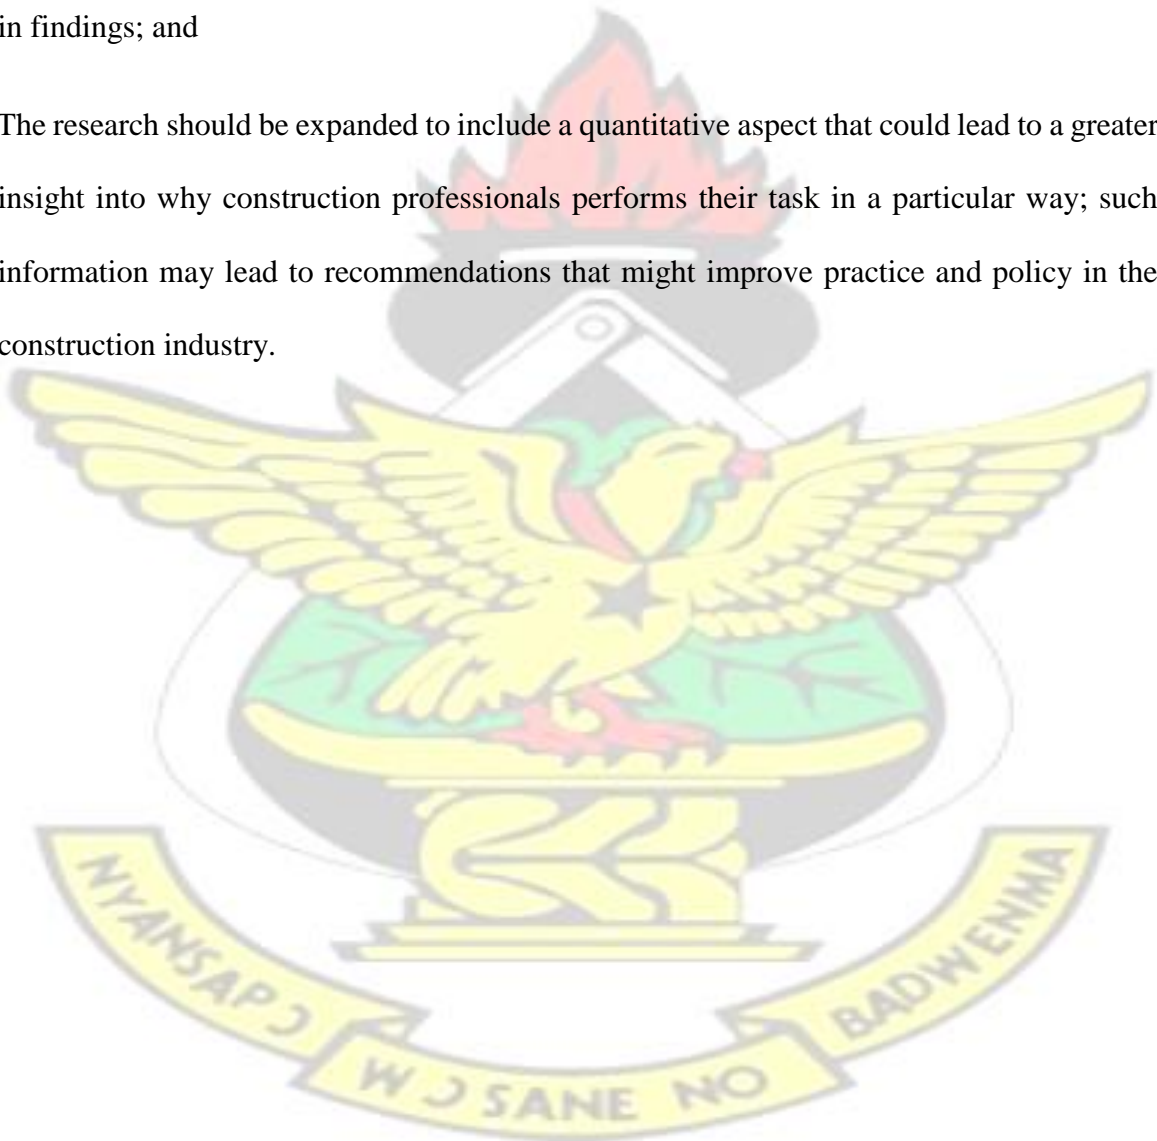 in findings; and
The research should be expanded to include a quantitative aspect that could lead to a greater
insight into why construction professionals performs their task in a particular way; such
information may lead to recommendations that might improve practice and policy in the
construction industry.
NYANSAPƆ
WƆ SANE NO
BADWENMA